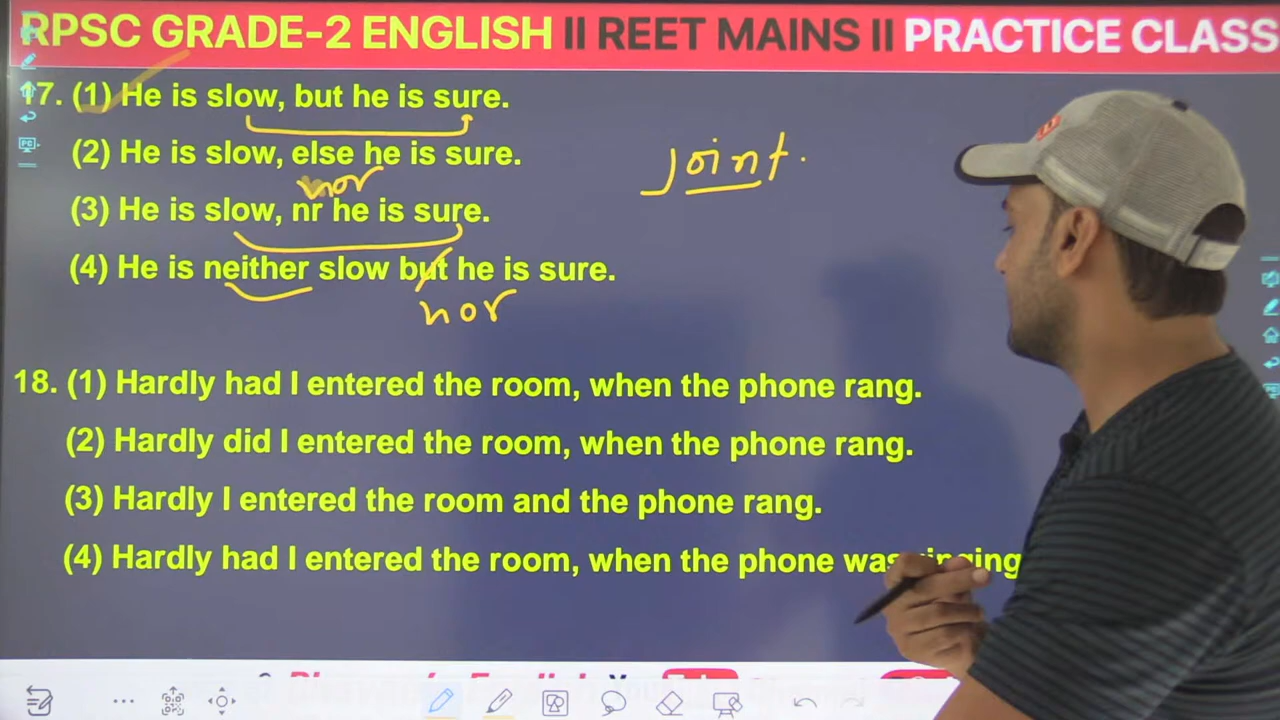 RPSC GRADE-2 ENGLISH II REET MAINS II PRACTICE CLASS
17. (1) He is slow, but he is sure.
(2) He is slow, else he is sure.
Joint.
nor
(3) He is slow, nr he is sure.
(4) He is neither slow but he is sure.
nor
18. (1) Hardly had I entered the room, when the phone rang.
(2) Hardly did I entered the room, when the phone rang.
(3) Hardly I entered the room and the phone rang.
(4) Hardly had I entered the room, when the phone was ringing